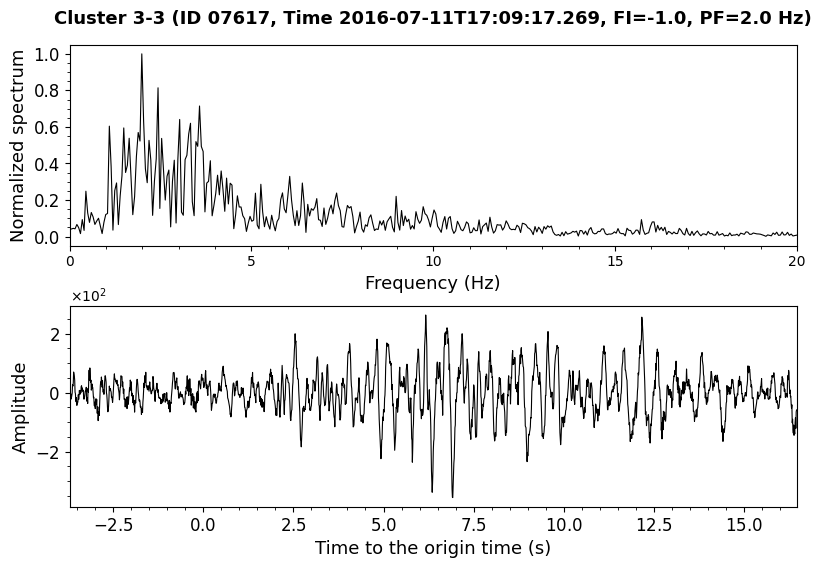 Cluster 3-3 (ID 07617, Time 2016-07-11T17:09:17.269, FI=-1.0, PF=2.0 Hz)
1.0
0.8
0.6
0.4
0.2
0.0
Normalized spectrum
0 5 10 15 20
Frequency (Hz)
×10²
2
0
−2
Amplitude
−2.5 0.0 2.5 5.0 7.5 10.0 12.5 15.0
Time to the origin time (s)